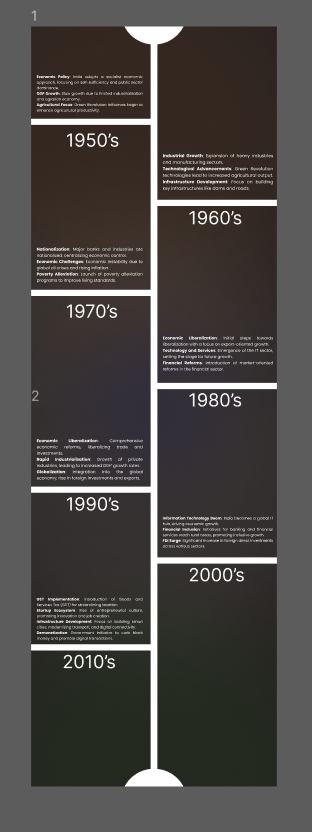 1
Economic Policy: India adopts a socialist economic
approach, focusing on self-sufficiency and public sector
dominance.
GDP Growth: Slow growth due to limited industrialization
and agrarian economy.
Agricultural Focus: Green Revolution initiatives begin to
enhance agricultural productivity.
1950's
Industrial Growth: Expansion of heavy industries
and manufacturing sectors.
Technological Advancements: Green Revolution
technologies lead to increased agricultural output.
Infrastructure Development: Focus on building
key infrastructures like dams and roads.
1960's
Nationalization: Major banks and industries are
nationalized, centralizing economic control.
Economic Challenges: Economic instability due to
global oil crises and rising inflation.
Poverty Alleviation: Launch of poverty alleviation
programs to improve living standards.
1970's
Economic Liberalization: Initial steps towards
liberalization with a focus on export-oriented growth.
Technology and Services: Emergence of the IT sector,
setting the stage for future growth.
Financial Reforms: Introduction of market-oriented
reforms in the financial sector.
1980's
2
Economic Liberalization: Comprehensive
economic reforms, liberalizing trade and
investments.
Rapid Industrialization: Growth of private
industries, leading to increased GDP growth rates.
Globalization: Integration into the global
economy, rise in foreign investments and exports.
1990's
Information Technology Boom: India becomes a global IT
hub, driving economic growth.
Financial Inclusion: Initiatives for banking and financial
services reach rural areas, promoting inclusive growth.
FDI Surge: Significant increase in foreign direct investments
across various sectors.
2000's
GST Implementation: Introduction of Goods and
Services Tax (GST) for streamlining taxation.
Startup Ecosystem: Rise of entrepreneurial culture,
promoting innovation and job creation.
Infrastructure Development: Focus on building smart
cities, modernizing transport, and digital connectivity.
Demonetization: Government initiative to curb black
money and promote digital transactions.
2010's